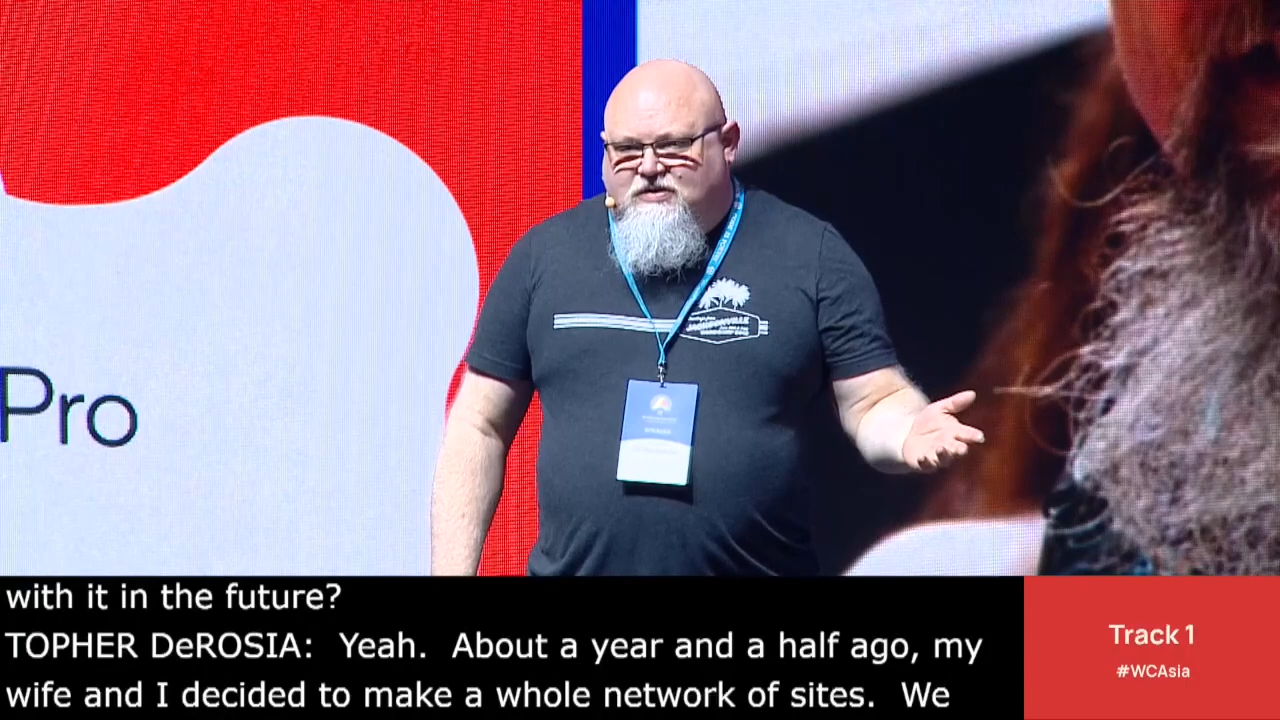 Pro
JACKSONVILLE
with it in the future?
TOPHER DeROSIA:  Yeah.  About a year and a half ago, my
wife and I decided to make a whole network of sites.  We
Track 1
#WCAsia